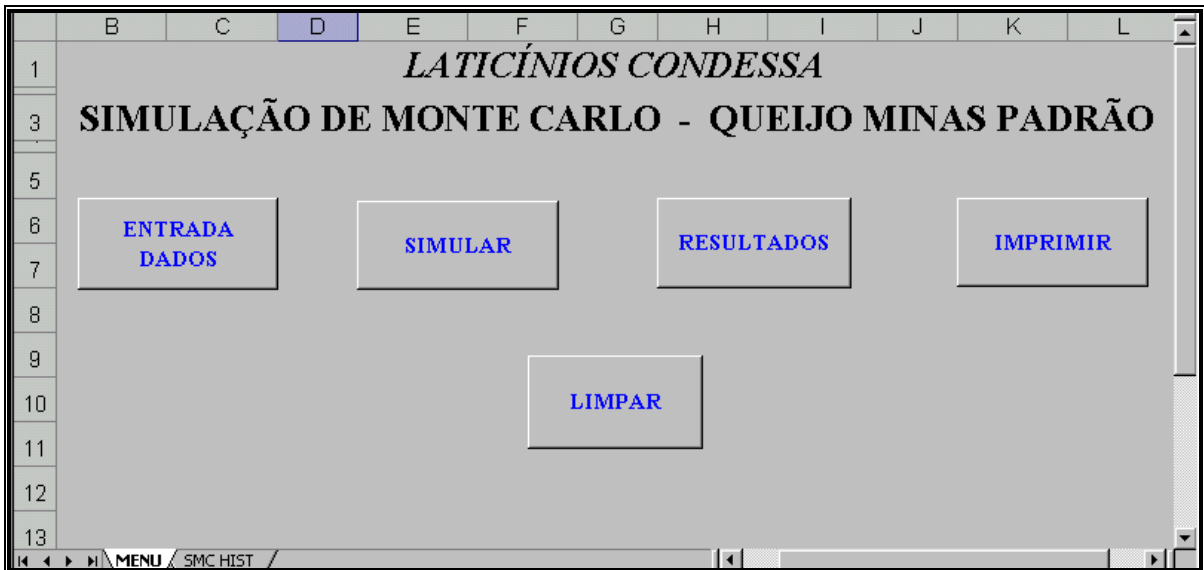 B C D E F G H I J K L
1 LATICÍNIOS CONDESSA
3 SIMULAÇÃO DE MONTE CARLO - QUEIJO MINAS PADRÃO
5
6
7
ENTRADA
DADOS
SIMULAR
RESULTADOS
IMPRIMIR
8
9
10
LIMPAR
11
12
13
MENU SMC HIST